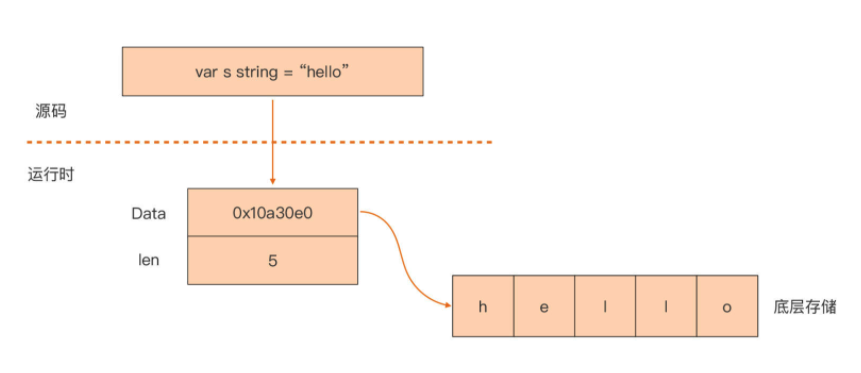 var s string = “hello”
源码
运行时
Data 0x10a30e0
len 5
h e l l o 底层存储